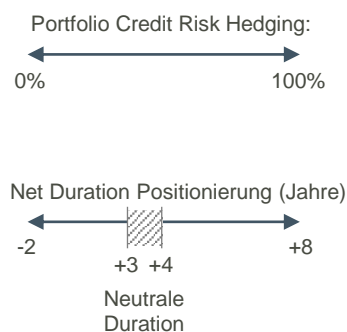 Portfolio Credit Risk Hedging:
0% 100%
Net Duration Positionierung (Jahre)
-2 +8
+3 +4
Neutrale
Duration